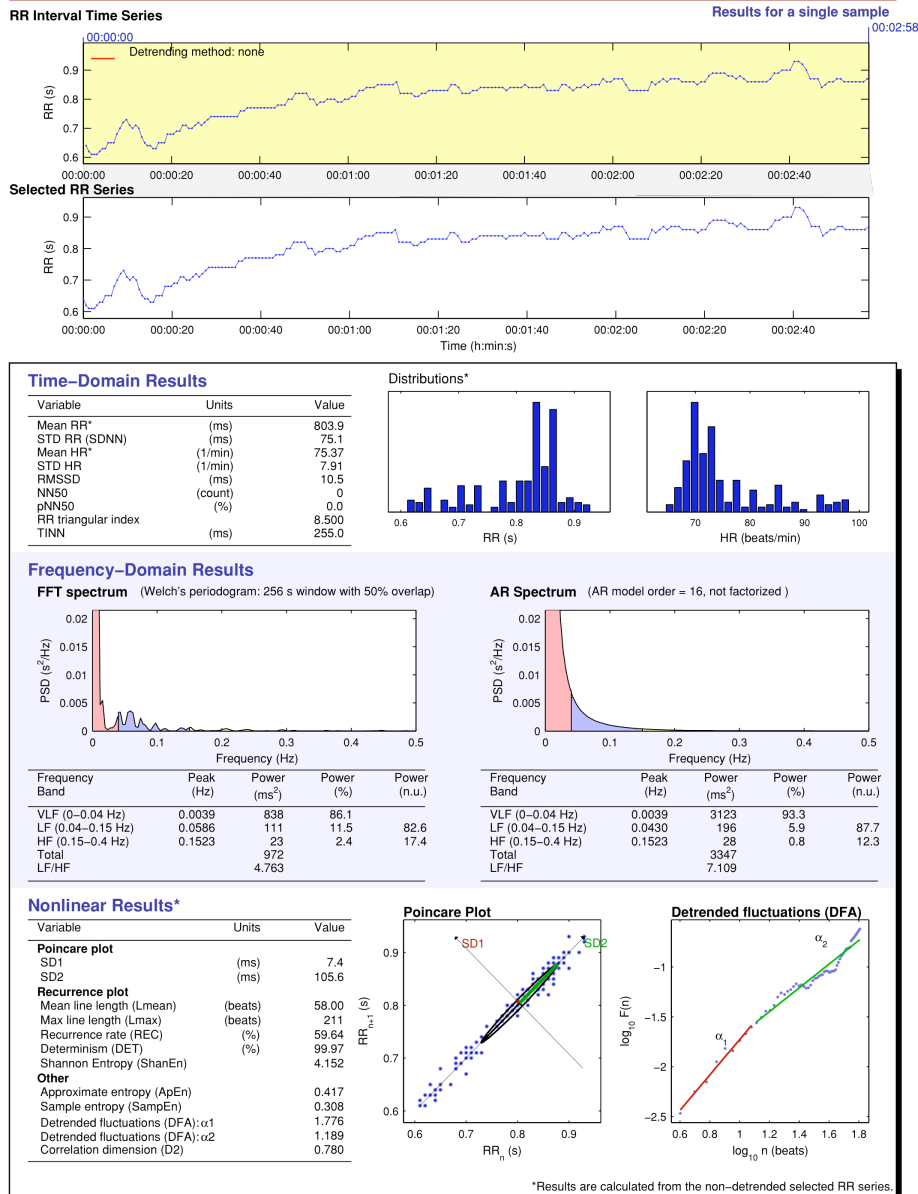 RR Interval Time Series
Results for a single sample
00:00:00
00:02:58
Detrending method: none
RR (s)
0.9
0.8
0.7
0.6
00:00:00 00:00:20 00:00:40 00:01:00 00:01:20 00:01:40 00:02:00 00:02:20 00:02:40
Selected RR Series
RR (s)
0.9
0.8
0.7
0.6
00:00:00 00:00:20 00:00:40 00:01:00 00:01:20 00:01:40 00:02:00 00:02:20 00:02:40
Time (h:min:s)
Time−Domain Results
Variable Units Value
Mean RR* (ms) 803.9
STD RR (SDNN) (ms) 75.1
Mean HR* (1/min) 75.37
STD HR (1/min) 7.91
RMSSD (ms) 10.5
NN50 (count) 0
pNN50 (%) 0.0
RR triangular index 8.500
TINN (ms) 255.0
Distributions*
0.6 0.7 0.8 0.9
RR (s)
70 80 90 100
HR (beats/min)
Frequency−Domain Results
FFT spectrum (Welch's periodogram: 256 s window with 50% overlap)
PSD (s²/Hz)
0.02
0.015
0.01
0.005
0
0 0.1 0.2 0.3 0.4 0.5
Frequency (Hz)
Frequency Peak Power Power Power
Band (Hz) (ms²) (%) (n.u.)
VLF (0−0.04 Hz) 0.0039 838 86.1
LF (0.04−0.15 Hz) 0.0586 111 11.5 82.6
HF (0.15−0.4 Hz) 0.1523 23 2.4 17.4
Total 972
LF/HF 4.763
AR Spectrum (AR model order = 16, not factorized )
PSD (s²/Hz)
0.02
0.015
0.01
0.005
0
0 0.1 0.2 0.3 0.4 0.5
Frequency (Hz)
Frequency Peak Power Power Power
Band (Hz) (ms²) (%) (n.u.)
VLF (0−0.04 Hz) 0.0039 3123 93.3
LF (0.04−0.15 Hz) 0.0430 196 5.9 87.7
HF (0.15−0.4 Hz) 0.1523 28 0.8 12.3
Total 3347
LF/HF 7.109
Nonlinear Results*
Variable Units Value
Poincare plot
SD1 (ms) 7.4
SD2 (ms) 105.6
Recurrence plot
Mean line length (Lmean) (beats) 58.00
Max line length (Lmax) (beats) 211
Recurrence rate (REC) (%) 59.64
Determinism (DET) (%) 99.97
Shannon Entropy (ShanEn) 4.152
Other
Approximate entropy (ApEn) 0.417
Sample entropy (SampEn) 0.308
Detrended fluctuations (DFA): α1 1.776
Detrended fluctuations (DFA): α2 1.189
Correlation dimension (D2) 0.780
Poincare Plot
SD1
SD2
RRn+1 (s)
0.9
0.8
0.7
0.6
0.6 0.7 0.8 0.9
RRn (s)
Detrended fluctuations (DFA)
α2
α1
log10 F(n)
−1
−1.5
−2
−2.5
0.6 0.8 1 1.2 1.4 1.6 1.8
log10 n (beats)
*Results are calculated from the non−detrended selected RR series.